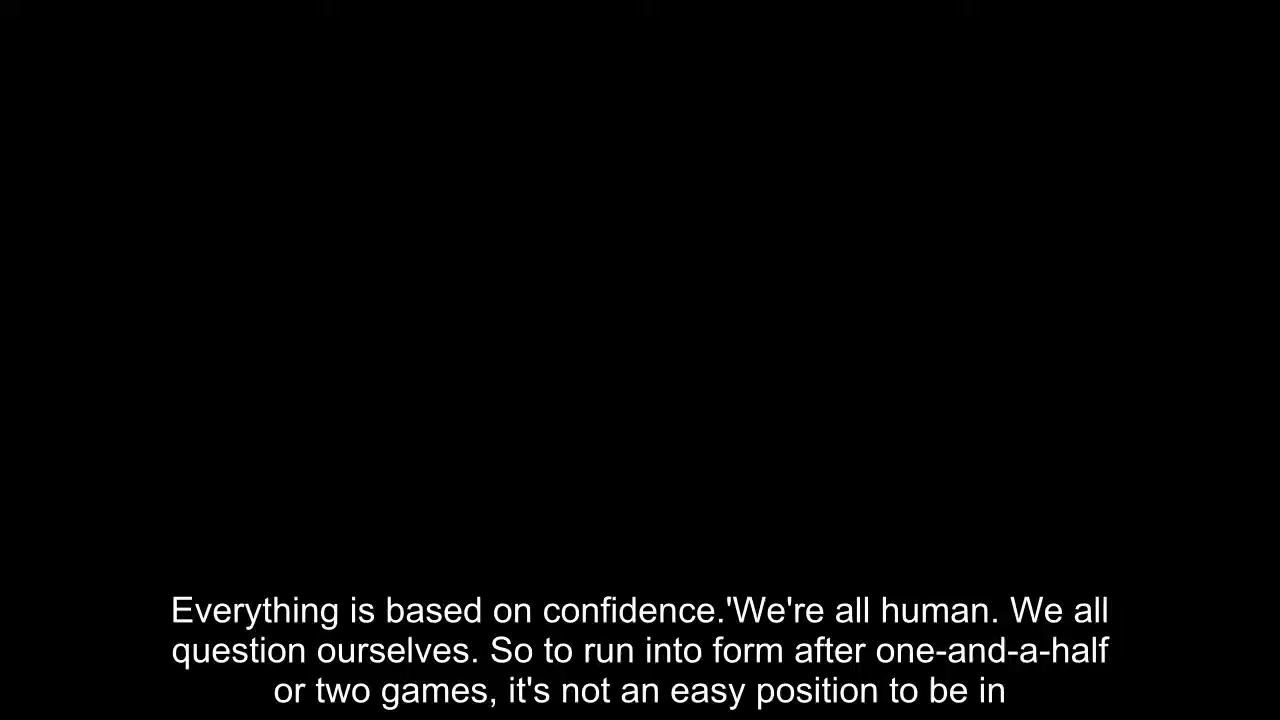 Everything is based on confidence.'We're all human. We all
question ourselves. So to run into form after one-and-a-half
or two games, it's not an easy position to be in